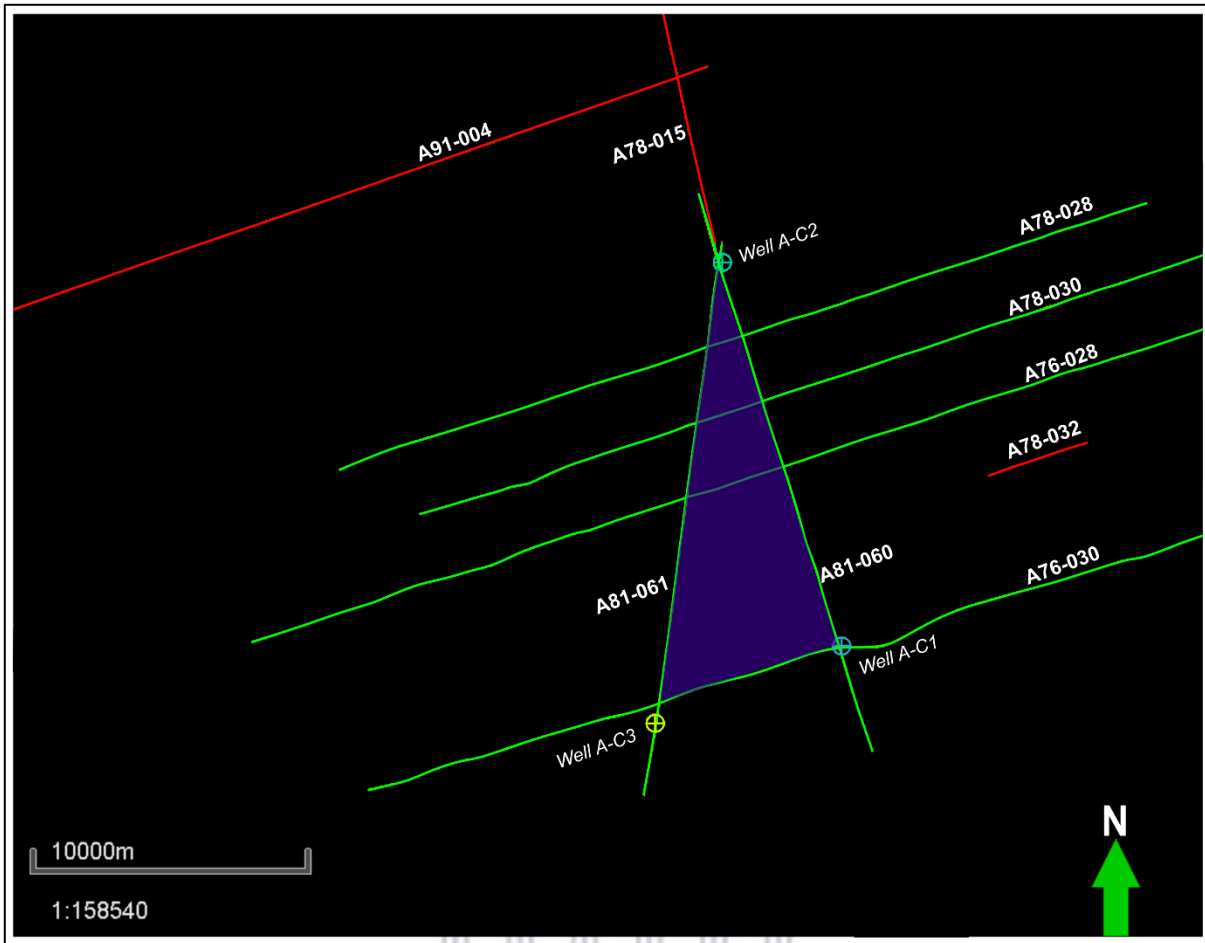 A91-004
A78-015
Well A-C2
A78-028
A78-030
A76-028
A78-032
A81-060
A81-061
A76-030
Well A-C1
Well A-C3
10000m
1:158540
N